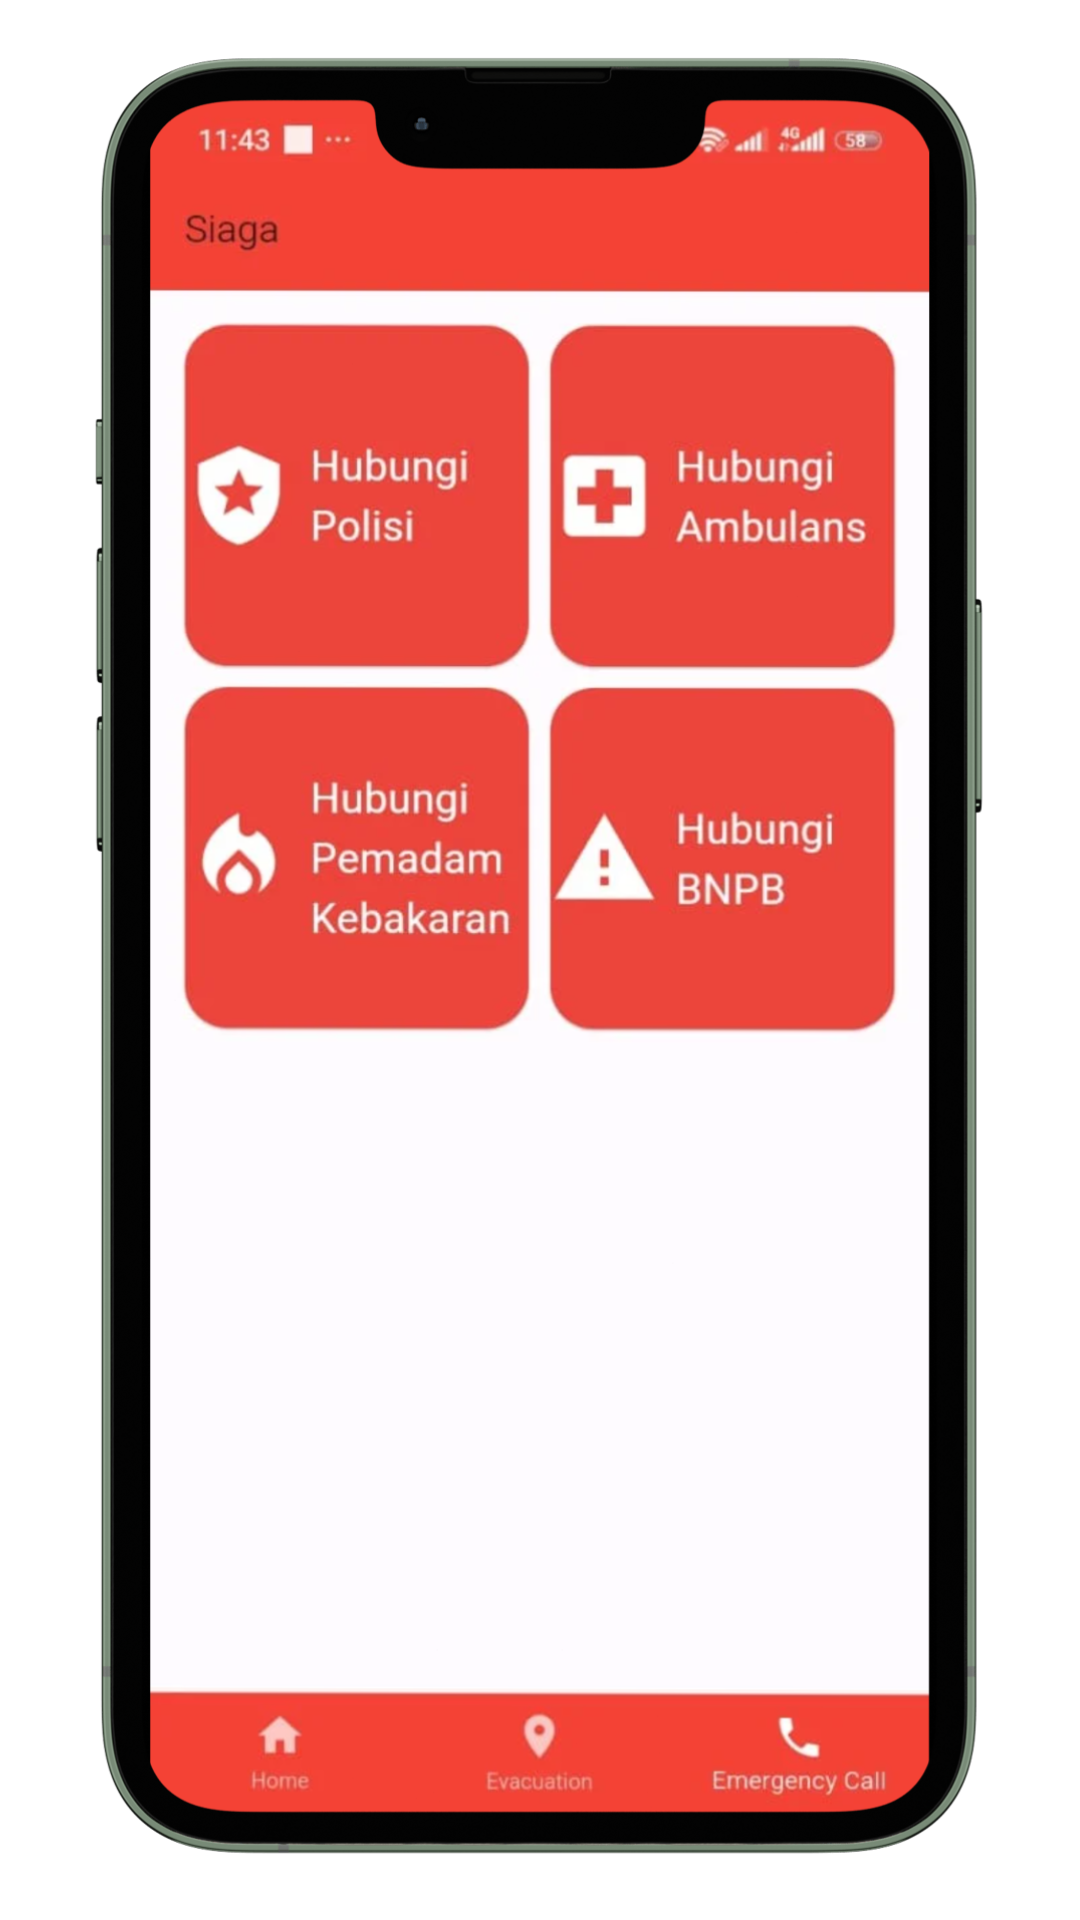 11:43 ...
4G 58
Siaga
Hubungi
Polisi
Hubungi
Ambulans
Hubungi
Pemadam
Kebakaran
Hubungi
BNPB
Home
Evacuation
Emergency Call